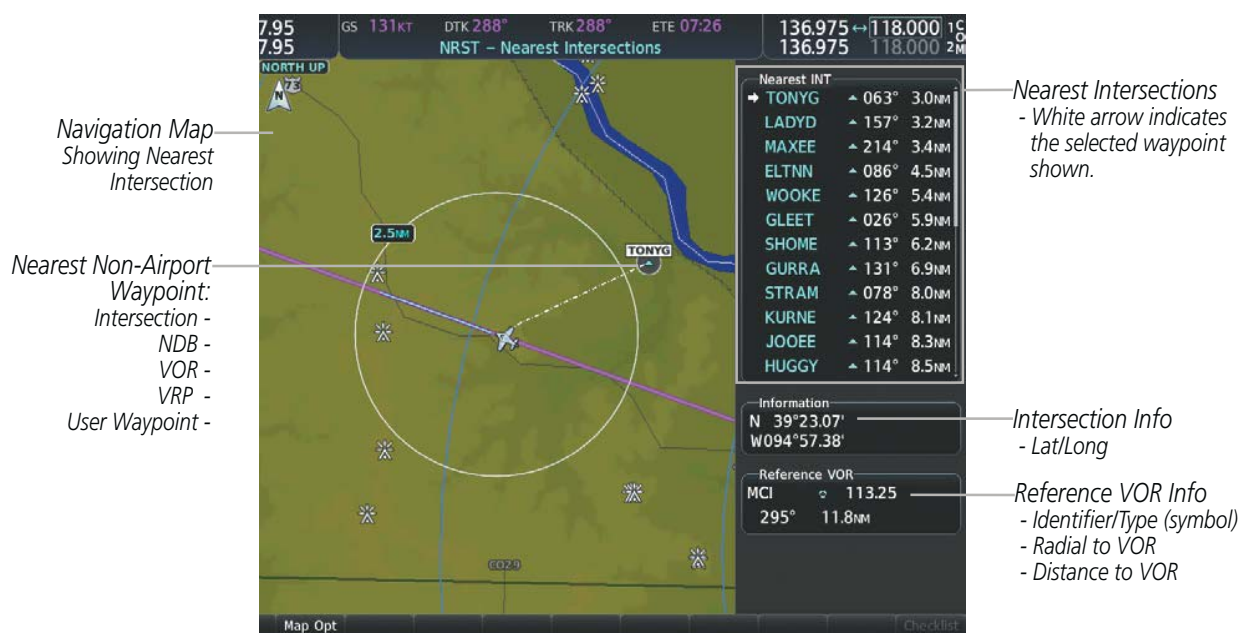 7.95 GS 131KT DTK 288° TRK 288° ETE 07:26 136.975 ↔ 118.000 1 COM
7.95 NRST – Nearest Intersections 136.975 118.000 2
NORTH UP
N
73
2.5NM
TONYG
CO29
Map Opt
Checklist
Nearest INT
TONYG 063° 3.0NM
LADYD 157° 3.2NM
MAXEE 214° 3.4NM
ELTNN 086° 4.5NM
WOOKE 126° 5.4NM
GLEET 026° 5.9NM
SHOME 113° 6.2NM
GURRA 131° 6.9NM
STRAM 078° 8.0NM
KURNE 124° 8.1NM
JOOEE 114° 8.3NM
HUGGY 114° 8.5NM
Information
N 39°23.07'
W094°57.38'
Reference VOR
MCI 113.25
295° 11.8NM
Navigation Map
Showing Nearest
Intersection
Nearest Non-Airport
Waypoint:
Intersection -
NDB -
VOR -
VRP -
User Waypoint -
Nearest Intersections
- White arrow indicates
the selected waypoint
shown.
Intersection Info
- Lat/Long
Reference VOR Info
- Identifier/Type (symbol)
- Radial to VOR
- Distance to VOR